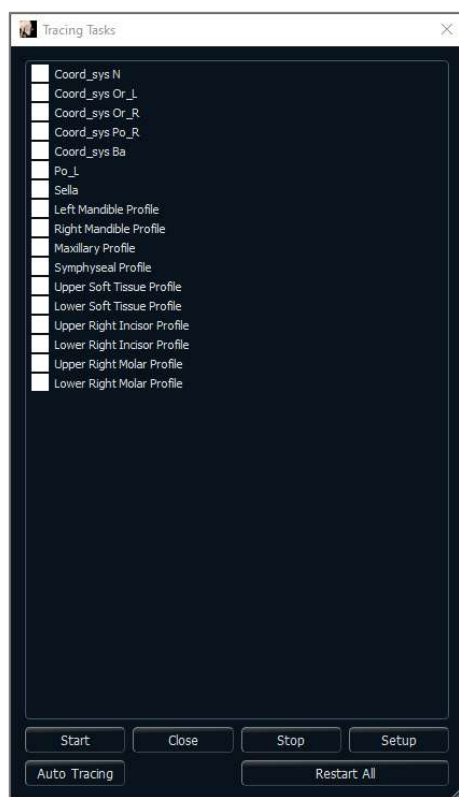 Tracing Tasks
Coord_sys N
Coord_sys Or_L
Coord_sys Or_R
Coord_sys Po_R
Coord_sys Ba
Po_L
Sella
Left Mandible Profile
Right Mandible Profile
Maxillary Profile
Symphyseal Profile
Upper Soft Tissue Profile
Lower Soft Tissue Profile
Upper Right Incisor Profile
Lower Right Incisor Profile
Upper Right Molar Profile
Lower Right Molar Profile
Start Close Stop Setup
Auto Tracing Restart All